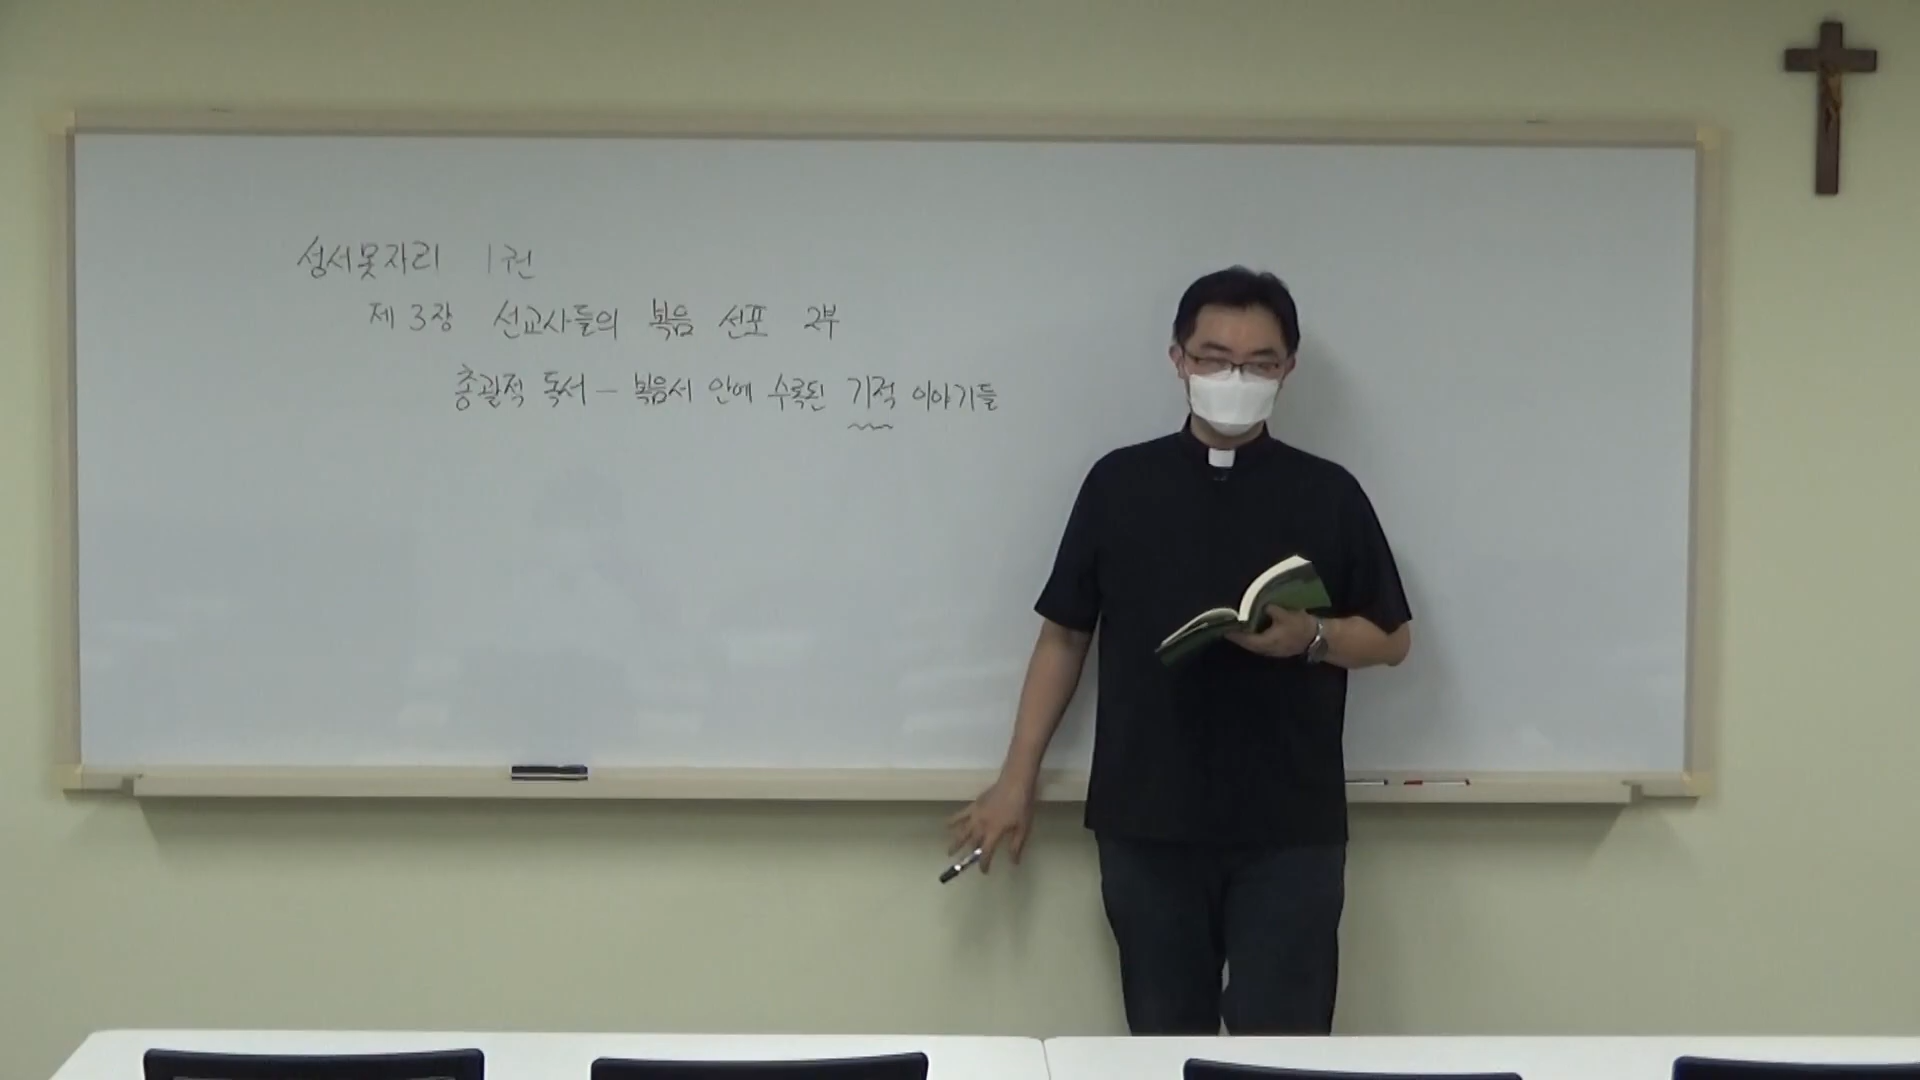 성서못자리 1권
제 3장 선교사들의 복음 선포 2부
총괄적 독서 – 복음서 안에 수록된 기적 이야기들